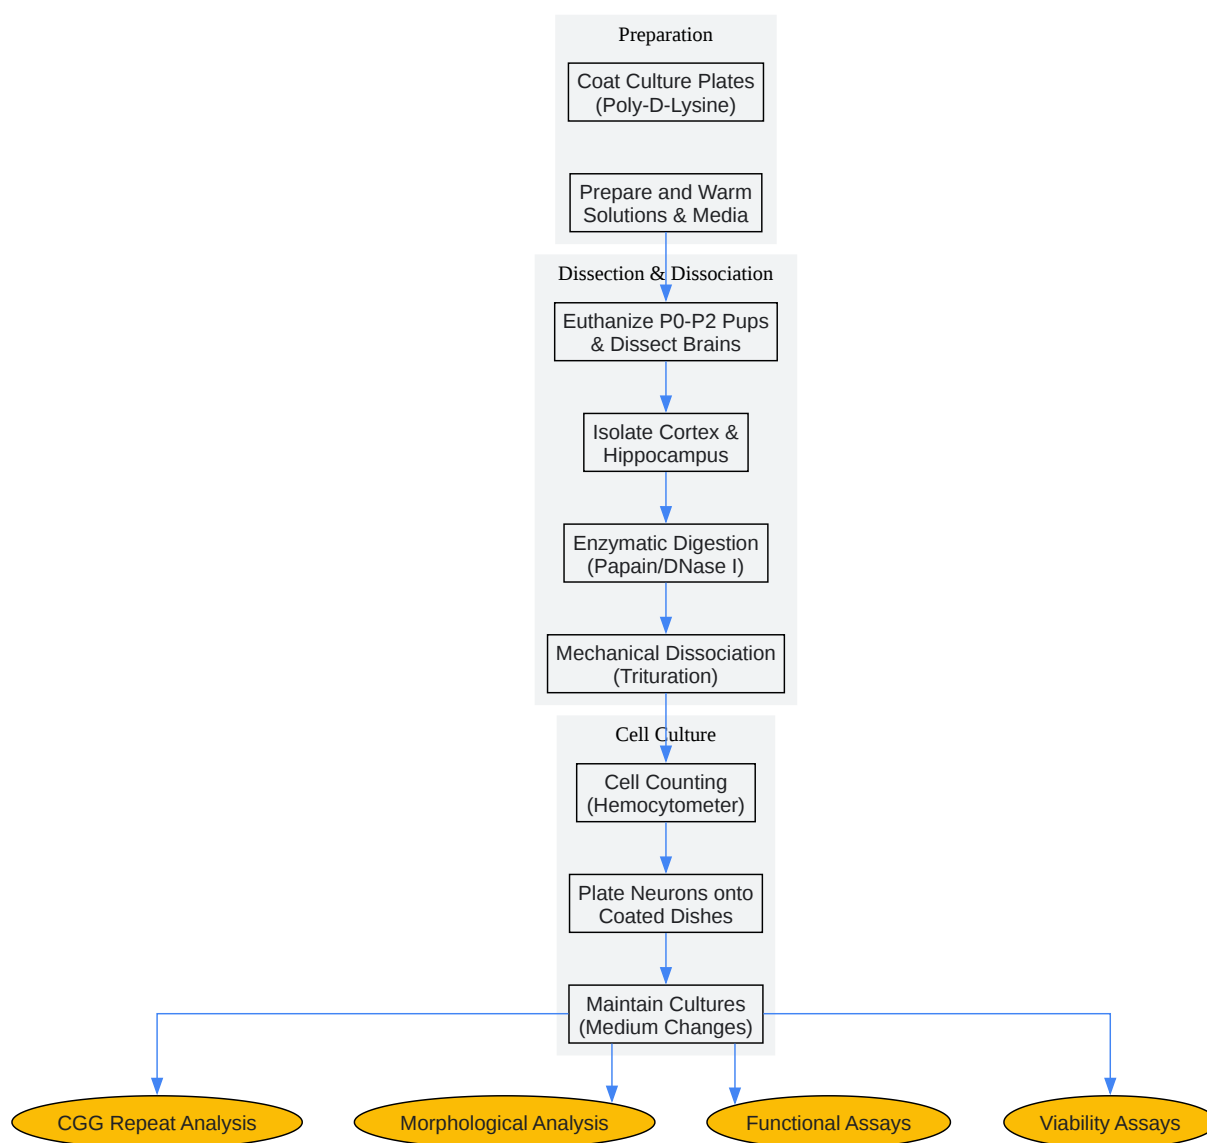 Preparation
Coat Culture Plates
(Poly-D-Lysine)
Prepare and Warm
Solutions & Media
Dissection & Dissociation
Euthanize P0-P2 Pups
& Dissect Brains
Isolate Cortex &
Hippocampus
Enzymatic Digestion
(Papain/DNase I)
Mechanical Dissociation
(Trituration)
Cell Culture
Cell Counting
(Hemocytometer)
Plate Neurons onto
Coated Dishes
Maintain Cultures
(Medium Changes)
CGG Repeat Analysis
Morphological Analysis
Functional Assays
Viability Assays